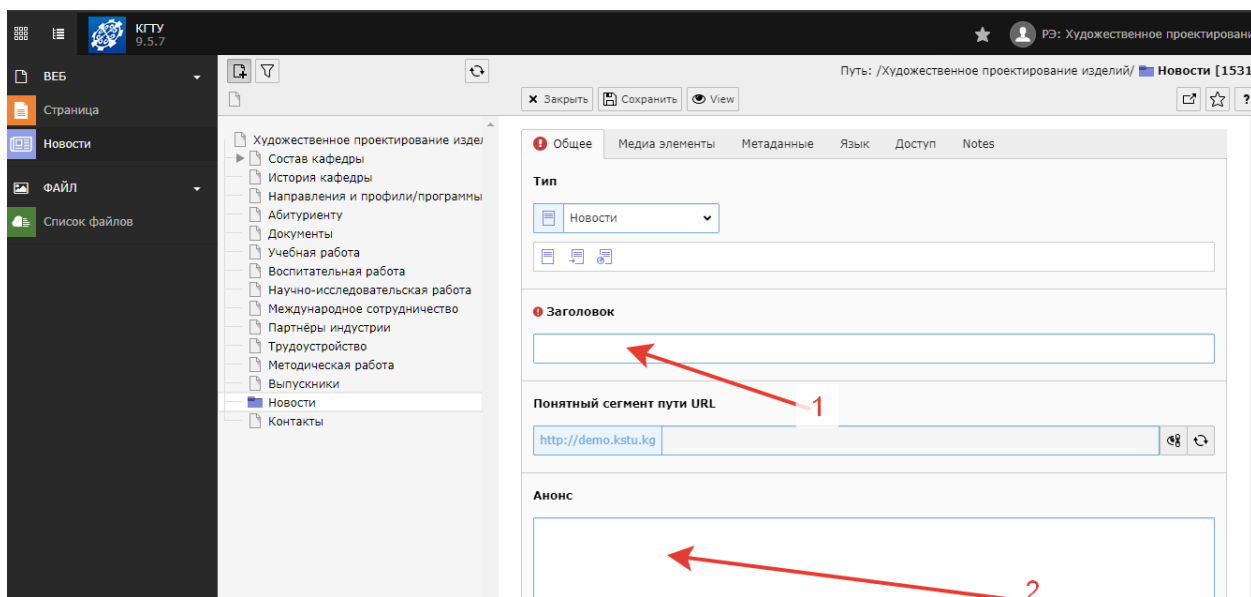 КГТУ
9.5.7
РЭ: Художественное проектировани
ВЕБ
Страница
Новости
ФАЙЛ
Список файлов
Художественное проектирование издел
Состав кафедры
История кафедры
Направления и профили/программы
Абитуриенту
Документы
Учебная работа
Воспитательная работа
Научно-исследовательская работа
Международное сотрудничество
Партнёры индустрии
Трудоустройство
Методическая работа
Выпускники
Новости
Контакты
Путь: /Художественное проектирование изделий/ Новости [1531
Закрыть Сохранить View ?
Общее Медиа элементы Метаданные Язык Доступ Notes
Тип
Новости
Заголовок
1
Понятный сегмент пути URL
http://demo.kstu.kg
Анонс
2